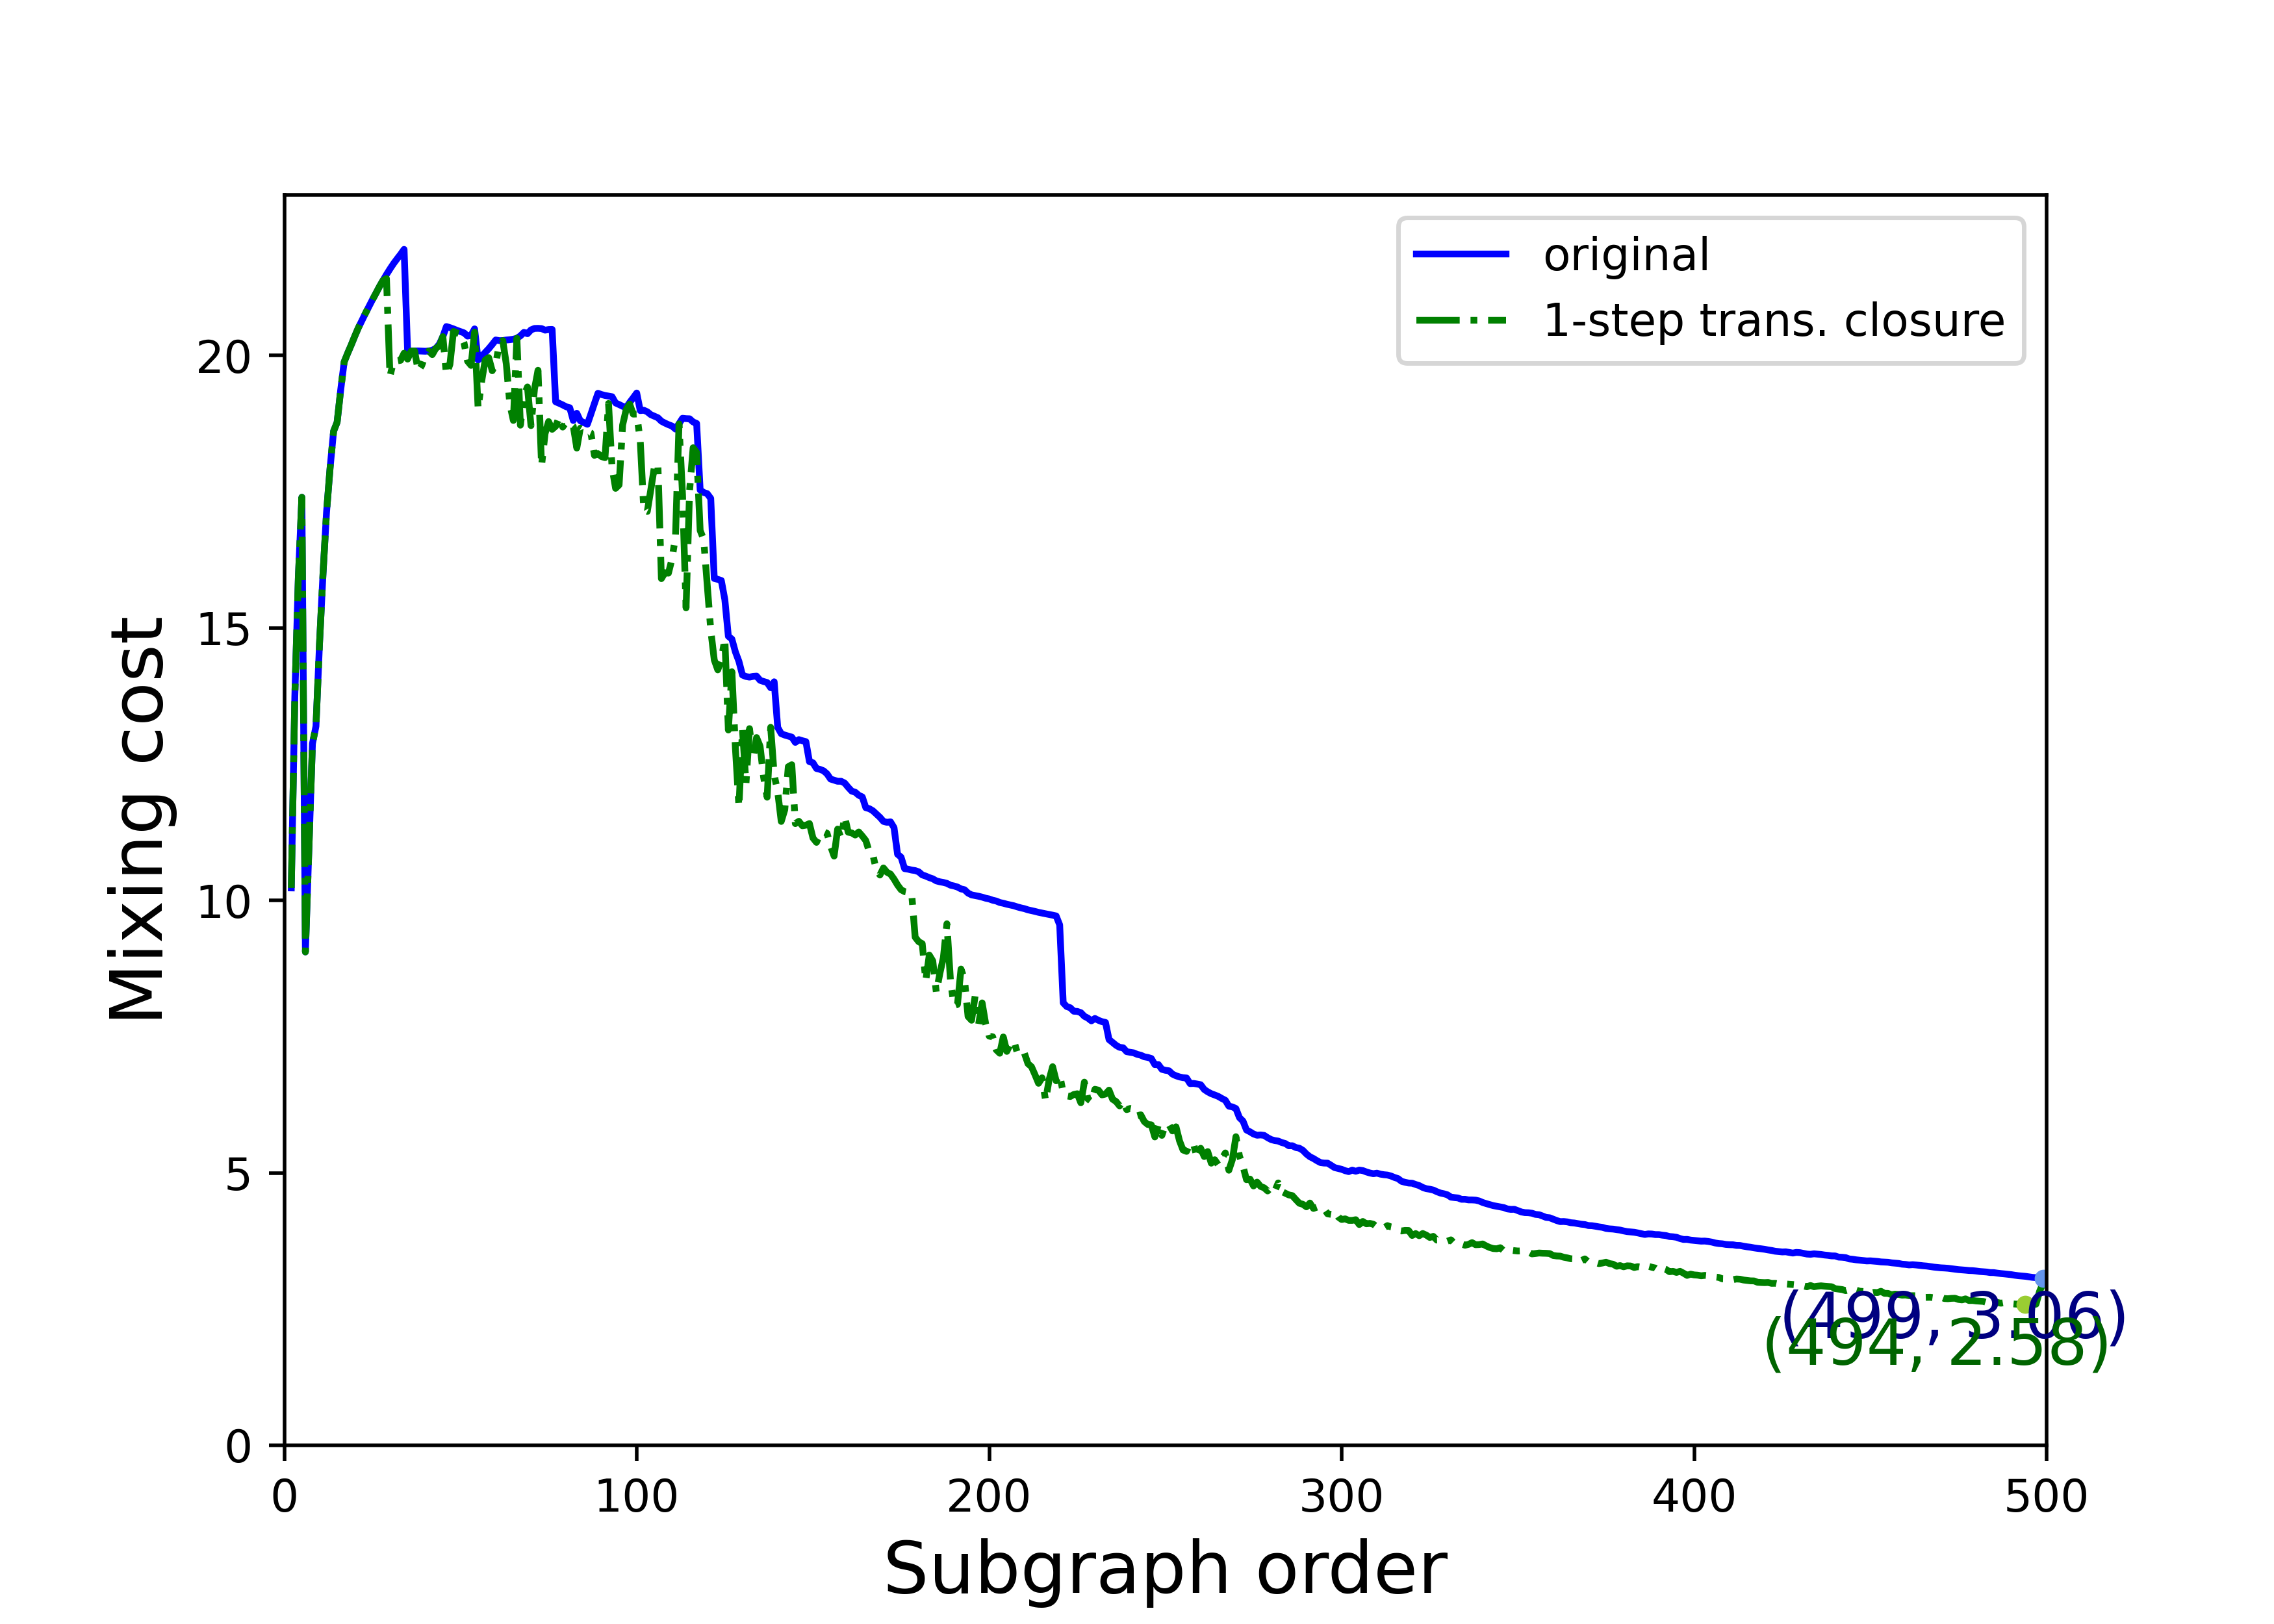 original
1-step trans. closure
Mixing cost
20
15
10
5
0
(499, 3.06)
(494, 2.58)
0 100 200 300 400 500
Subgraph order